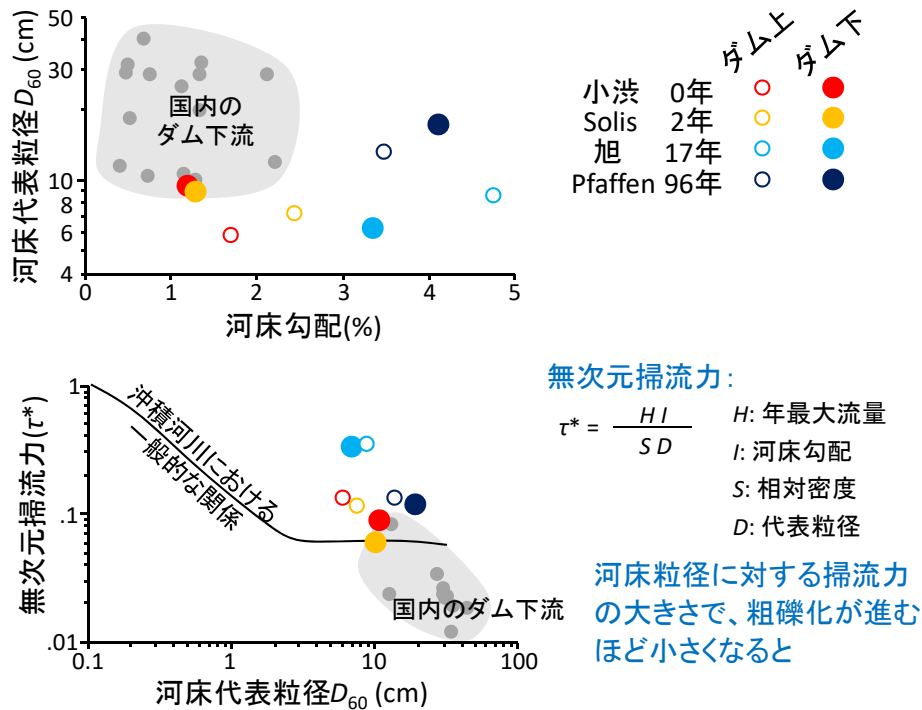 50
30
10
8
6
4
0
1
2
3
4
5
河床代表粒径D60 (cm)
河床勾配(%)
国内の
ダム下流
ダム上
ダム下
小渋 0年
Solis 2年
旭 17年
Pfaffen 96年
1
.1
.01
0.1
1
10
100
無次元掃流力(τ*)
河床代表粒径D60 (cm)
沖積河川における
一般的な関係
国内のダム下流
無次元掃流力：
τ* = H I / S D
H: 年最大流量
I: 河床勾配
S: 相対密度
D: 代表粒径
河床粒径に対する掃流力
の大きさで、粗礫化が進む
ほど小さくなると